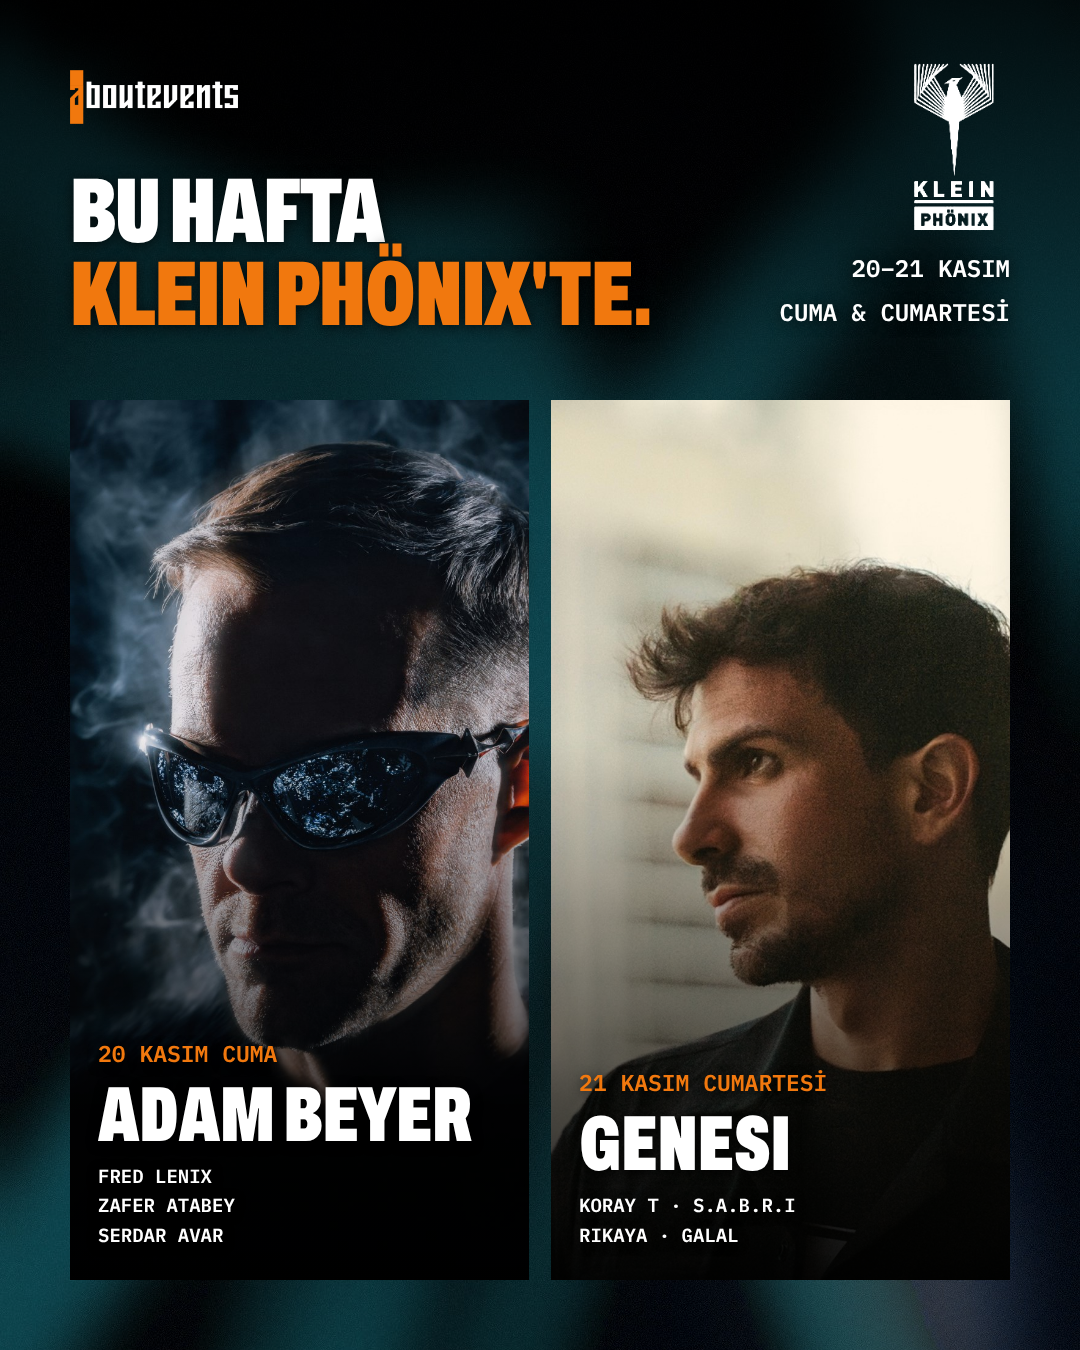 aboutevents
KLEIN
PHÖNIX
BU HAFTA
KLEIN PHÖNIX'TE.
20–21 KASIM
CUMA & CUMARTESİ
20 KASIM CUMA
ADAM BEYER
FRED LENIX
ZAFER ATABEY
SERDAR AVAR
21 KASIM CUMARTESİ
GENESI
KORAY T · S.A.B.R.I
RIKAYA · GALAL